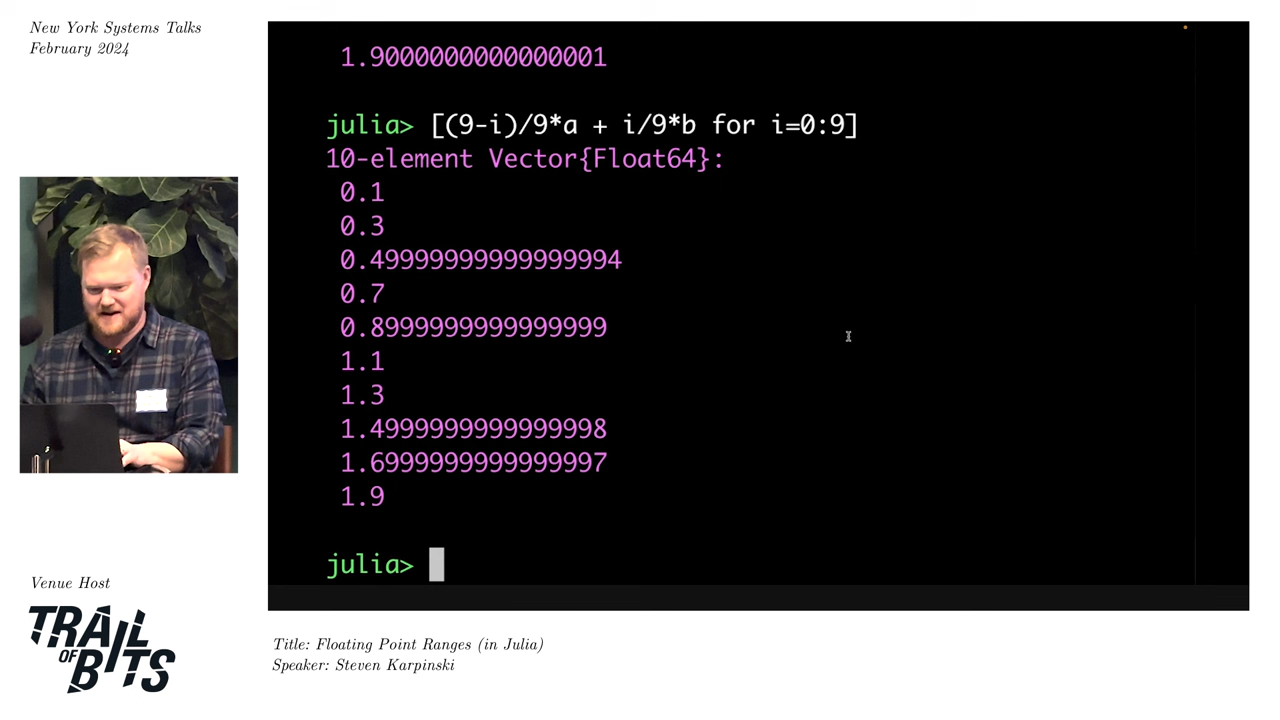 New York Systems Talks
February 2024
1.9000000000000001
julia> [(9-i)/9*a + i/9*b for i=0:9]
10-element Vector{Float64}:
0.1
0.3
0.49999999999999994
0.7
0.8999999999999999
1.1
1.3
1.4999999999999998
1.6999999999999997
1.9
julia>
Venue Host
TRAIL
OF
BITS
Title: Floating Point Ranges (in Julia)
Speaker: Steven Karpinski